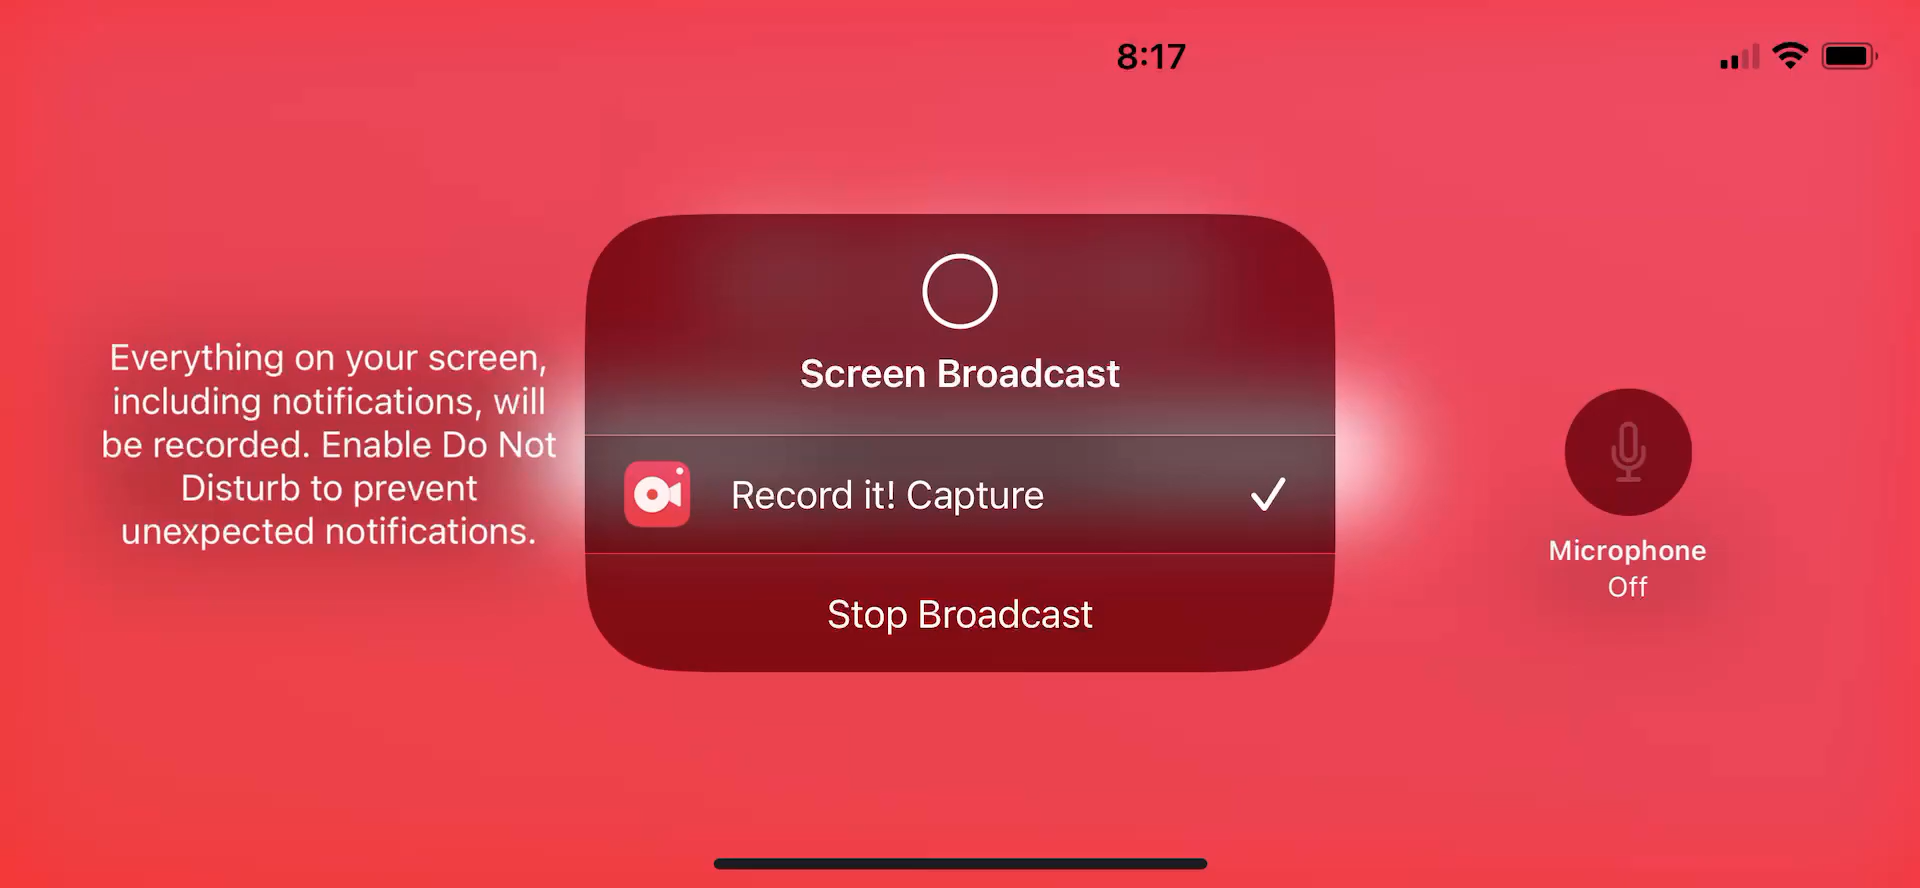 8:17
Everything on your screen,
including notifications, will
be recorded. Enable Do Not
Disturb to prevent
unexpected notifications.
Screen Broadcast
Record it! Capture
Stop Broadcast
Microphone
Off